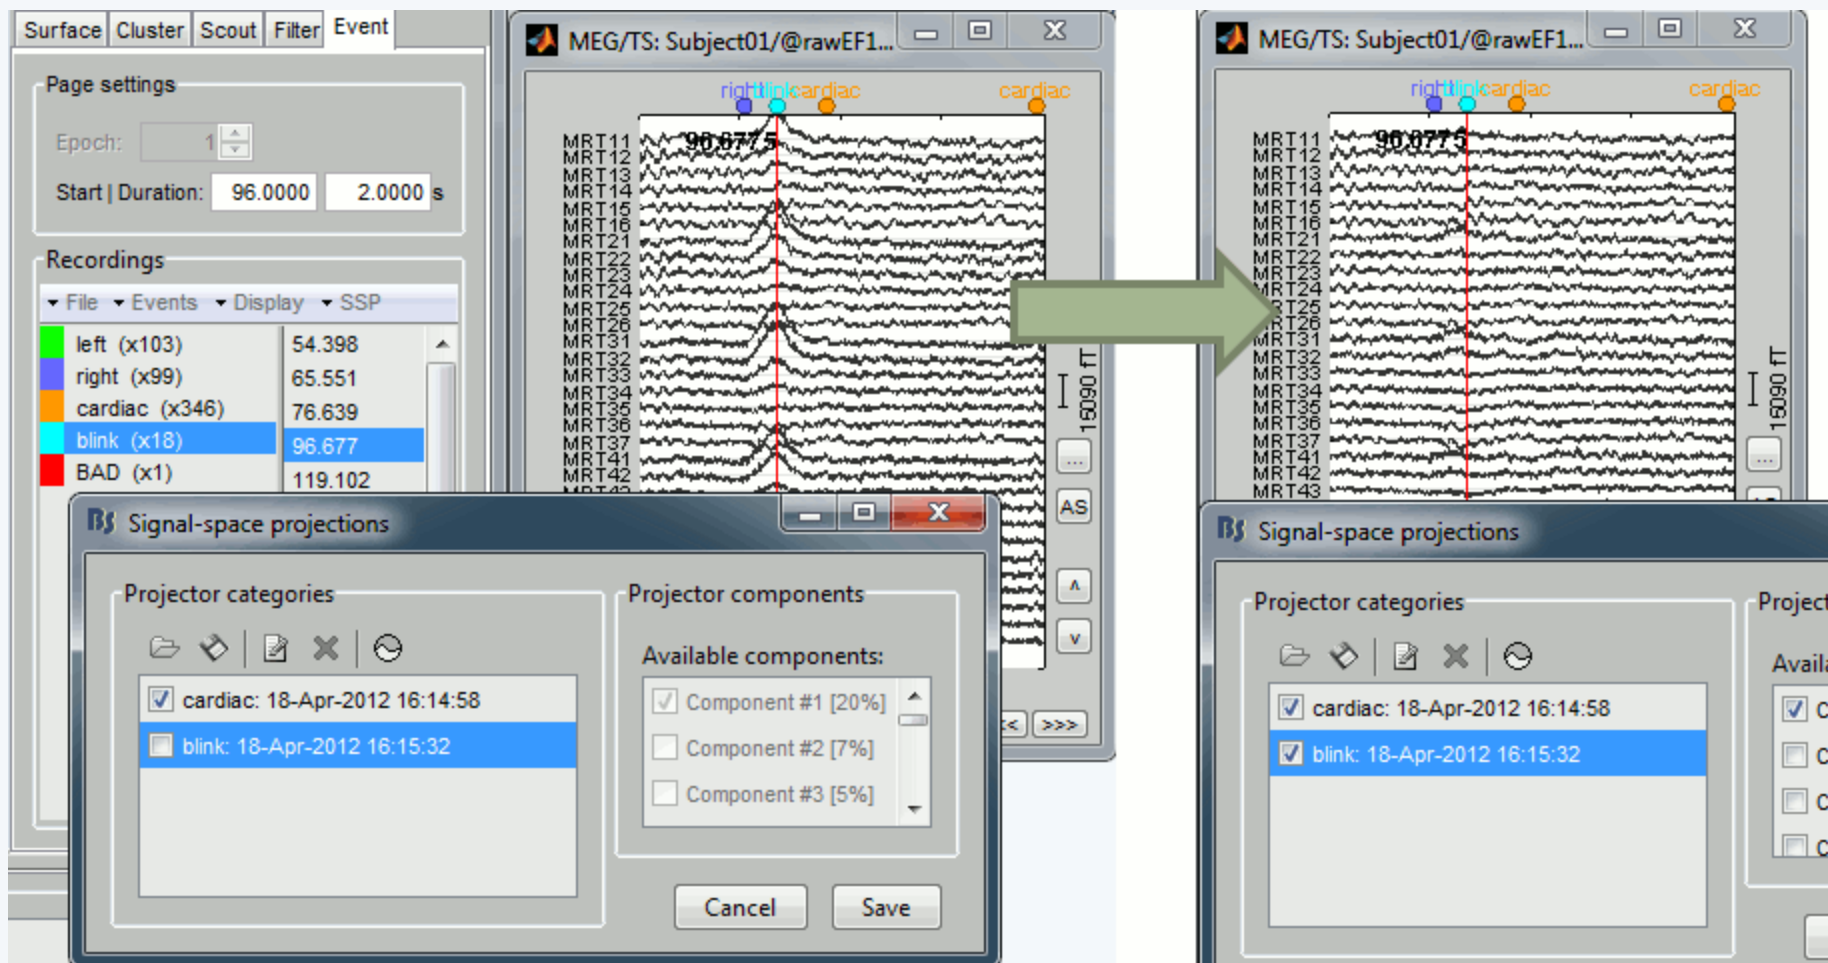 Surface Cluster Scout Filter Event
Page settings
Epoch: 1
Start | Duration: 96.0000 2.0000 s
Recordings
File Events Display SSP
left (x103) 54.398
right (x99) 65.551
cardiac (x346) 76.639
blink (x18) 96.677
BAD (x1) 119.102
MEG/TS: Subject01/@rawEF1...
right blink cardiac cardiac
96.6775
MRT11
MRT12
MRT13
MRT14
MRT15
MRT16
MRT21
MRT22
MRT23
MRT24
MRT25
MRT26
MRT31
MRT32
MRT33
MRT34
MRT35
MRT36
MRT37
MRT41
MRT42
16090 fT
...
AS
^
v
>>>
Signal-space projections
Projector categories
cardiac: 18-Apr-2012 16:14:58
blink: 18-Apr-2012 16:15:32
Projector components
Available components:
Component #1 [20%]
Component #2 [7%]
Component #3 [5%]
Cancel Save
MEG/TS: Subject01/@rawEF1...
right blink cardiac cardiac
96.6775
MRT11
MRT12
MRT13
MRT14
MRT15
MRT16
MRT21
MRT22
MRT23
MRT24
MRT25
MRT26
MRT31
MRT32
MRT33
MRT34
MRT35
MRT36
MRT37
MRT41
MRT42
MRT43
16090 fT
...
Signal-space projections
Projector categories
cardiac: 18-Apr-2012 16:14:58
blink: 18-Apr-2012 16:15:32
Project
Availa
C
C
C
C